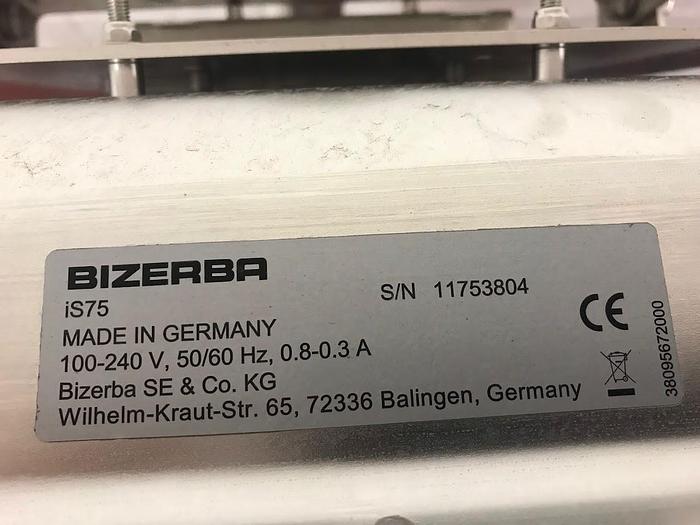 BIZERBA
iS75
S/N 11753804
MADE IN GERMANY
100-240 V, 50/60 Hz, 0.8-0.3 A
Bizerba SE & Co. KG
Wilhelm-Kraut-Str. 65, 72336 Balingen, Germany
CE
38095672000